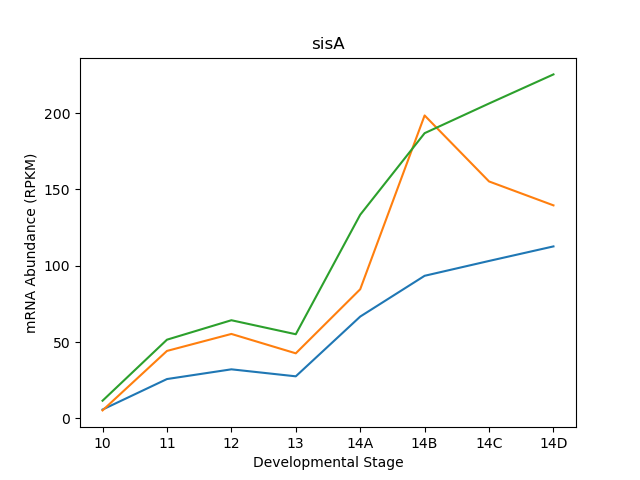 sisA
mRNA Abundance (RPKM)
200
150
100
50
0
10 11 12 13 14A 14B 14C 14D
Developmental Stage